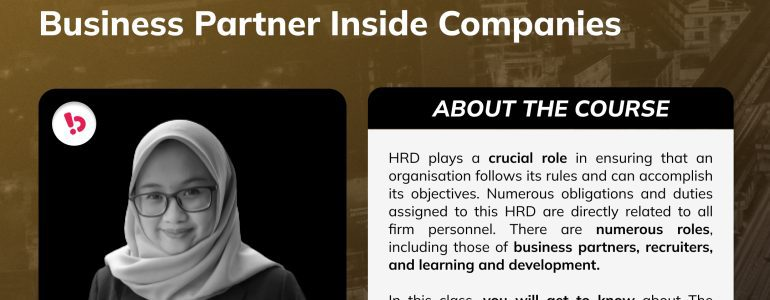 Business Partner Inside Companies
ABOUT THE COURSE
HRD plays a crucial role in ensuring that an
organisation follows its rules and can accomplish
its objectives. Numerous obligations and duties
assigned to this HRD are directly related to all
firm personnel. There are numerous roles,
including those of business partners, recruiters,
and learning and development.
In this class, you will get to know about The